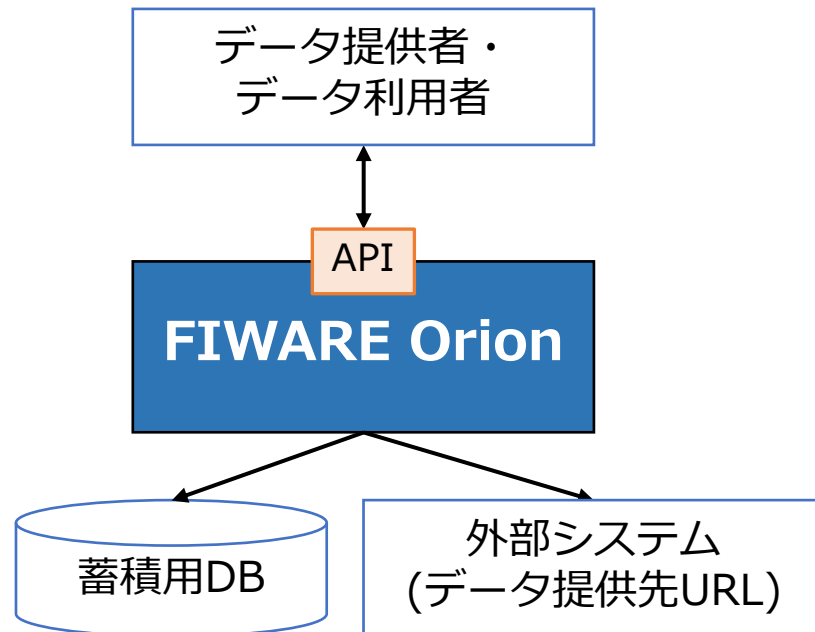 データ提供者・
データ利用者
API
FIWARE Orion
蓄積用DB
外部システム
(データ提供先URL)